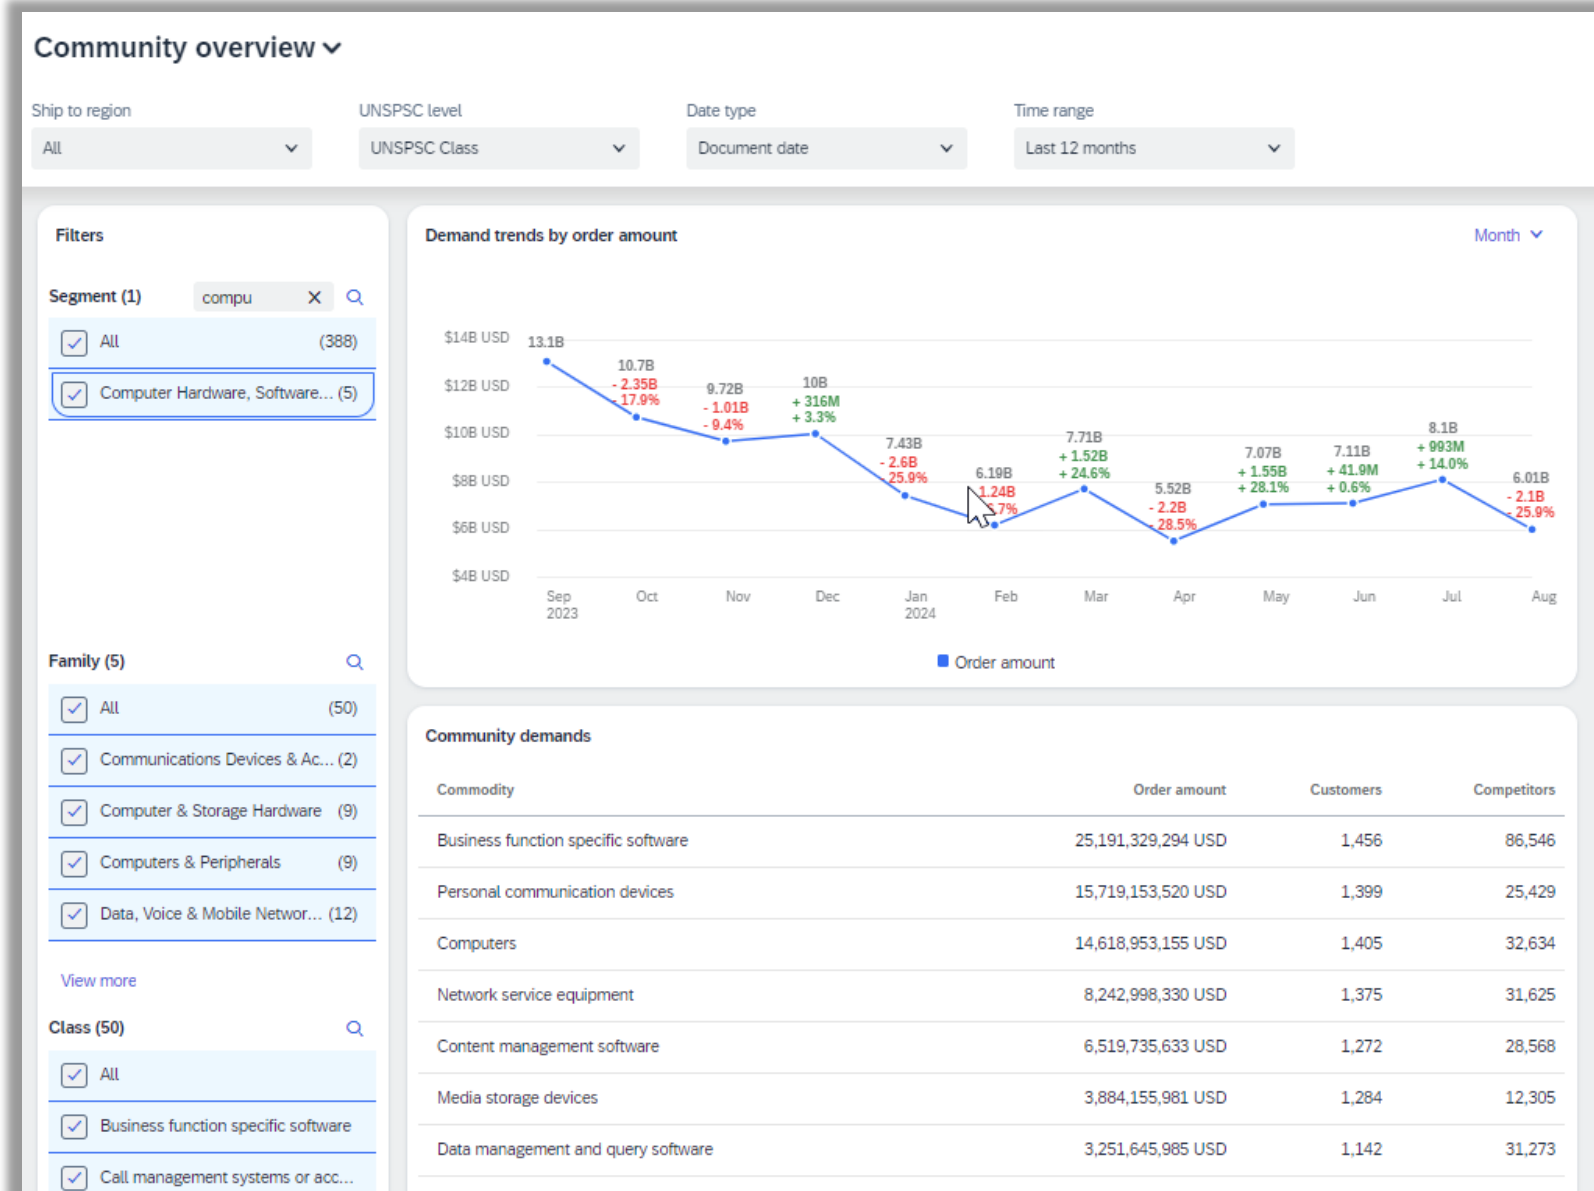 Community overview
Ship to region
UNSPSC level
Date type
Time range
All
UNSPSC Class
Document date
Last 12 months
Filters
Segment (1)
compu
All (388)
Computer Hardware, Software... (5)
Family (5)
All (50)
Communications Devices & Ac... (2)
Computer & Storage Hardware (9)
Computers & Peripherals (9)
Data, Voice & Mobile Networ... (12)
View more
Class (50)
All
Business function specific software
Call management systems or acc...
Demand trends by order amount
Month
$14B USD
$12B USD
$10B USD
$8B USD
$6B USD
$4B USD
13.1B
10.7B
- 2.35B
- 17.9%
9.72B
- 1.01B
- 9.4%
10B
+ 316M
+ 3.3%
7.43B
- 2.6B
- 25.9%
6.19B
1.24B
.7%
7.71B
+ 1.52B
+ 24.6%
5.52B
- 2.2B
- 28.5%
7.07B
+ 1.55B
+ 28.1%
7.11B
+ 41.9M
+ 0.6%
8.1B
+ 993M
+ 14.0%
6.01B
- 2.1B
- 25.9%
Sep
2023
Oct
Nov
Dec
Jan
2024
Feb
Mar
Apr
May
Jun
Jul
Aug
Order amount
Community demands
Commodity Order amount Customers Competitors
Business function specific software 25,191,329,294 USD 1,456 86,546
Personal communication devices 15,719,153,520 USD 1,399 25,429
Computers 14,618,953,155 USD 1,405 32,634
Network service equipment 8,242,998,330 USD 1,375 31,625
Content management software 6,519,735,633 USD 1,272 28,568
Media storage devices 3,884,155,981 USD 1,284 12,305
Data management and query software 3,251,645,985 USD 1,142 31,273